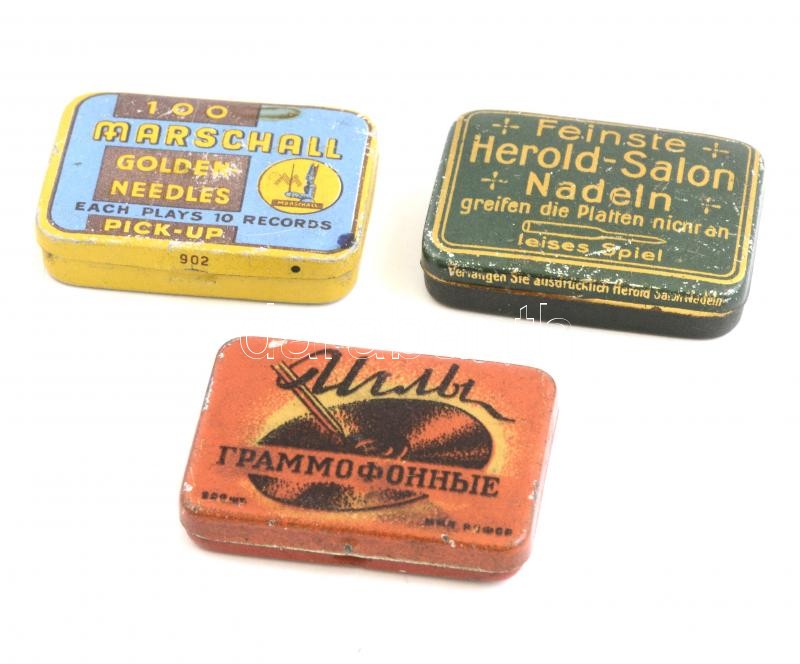 100
MARSCHALL
GOLDEN
NEEDLES
MARSCHALL
EACH PLAYS 10 RECORDS
PICK-UP
902
Feinste
Herold-Salon
Nadeln
greifen die Platten nicht an
leises Spiel
Verlangen Sie ausdrücklich Herold Salon Nadeln
Иглы
ГРАММОФОННЫЕ